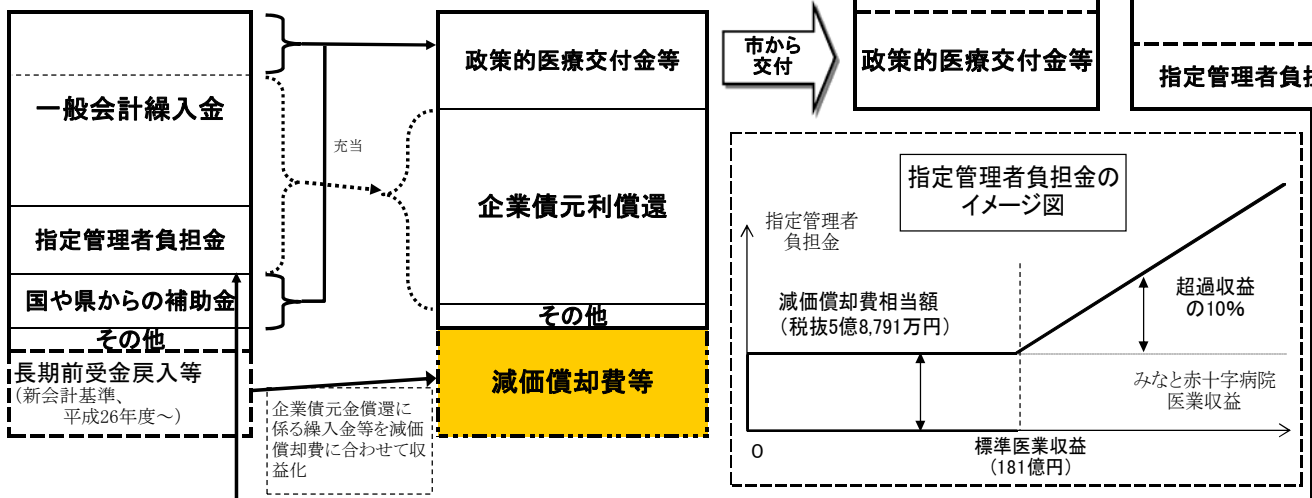 一般会計繰入金
指定管理者負担金
国や県からの補助金
その他
長期前受金戻入等
(新会計基準、
平成26年度～)
充当
企業債元金償還に
係る繰入金等を減価
償却費に合わせて収
益化
政策的医療交付金等
企業債元利償還
その他
減価償却費等
市から
交付
政策的医療交付金等
指定管理者負
指定管理者負担金の
イメージ図
指定管理者
負担金
減価償却費相当額
(税抜5億8,791万円)
超過収益
の10%
みなと赤十字病院
医業収益
0
標準医業収益
(181億円)